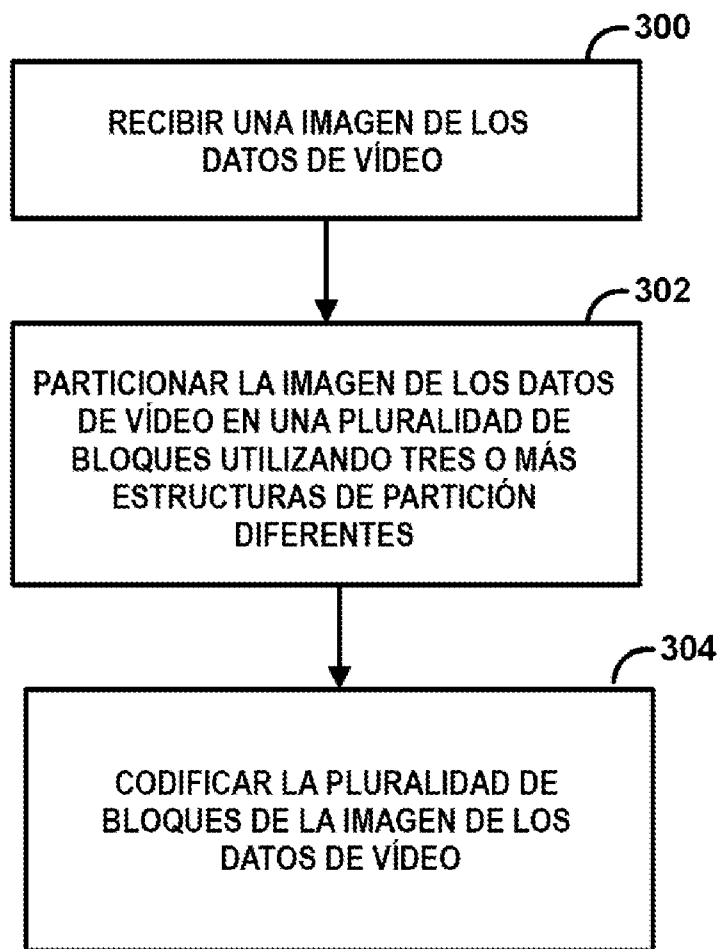 300
RECIBIR UNA IMAGEN DE LOS
DATOS DE VÍDEO
302
PARTICIONAR LA IMAGEN DE LOS DATOS
DE VÍDEO EN UNA PLURALIDAD DE
BLOQUES UTILIZANDO TRES O MÁS
ESTRUCTURAS DE PARTICIÓN
DIFERENTES
304
CODIFICAR LA PLURALIDAD DE
BLOQUES DE LA IMAGEN DE LOS
DATOS DE VÍDEO